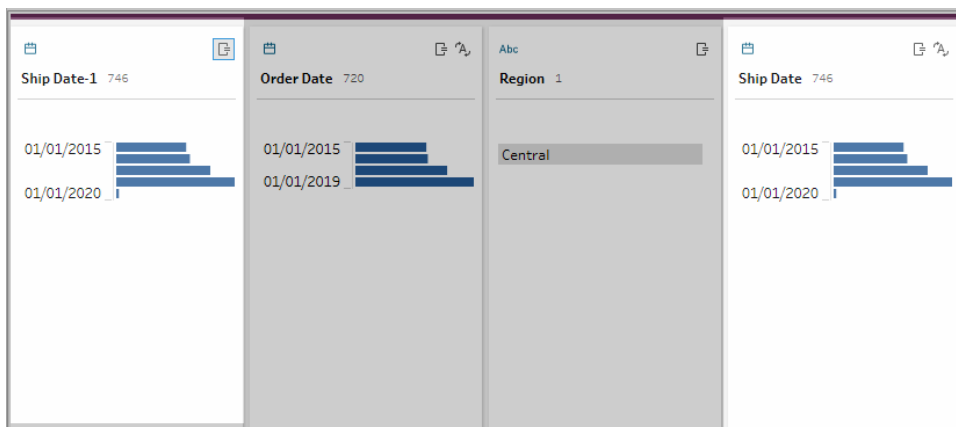 Abc
Ship Date-1 746
Order Date 720
Region 1
Ship Date 746
01/01/2015
01/01/2020
01/01/2015
01/01/2019
Central
01/01/2015
01/01/2020